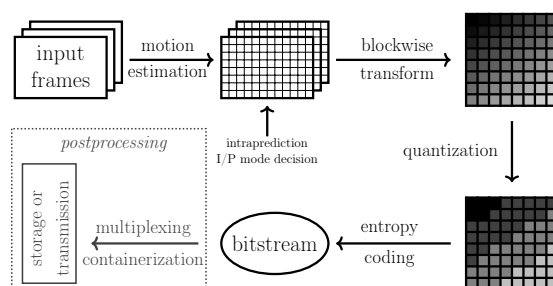 input
frames
motion
estimation
blockwise
transform
intraprediction
I/P mode decision
quantization
postprocessing
storage or
transmission
multiplexing
containerization
bitstream
entropy
coding